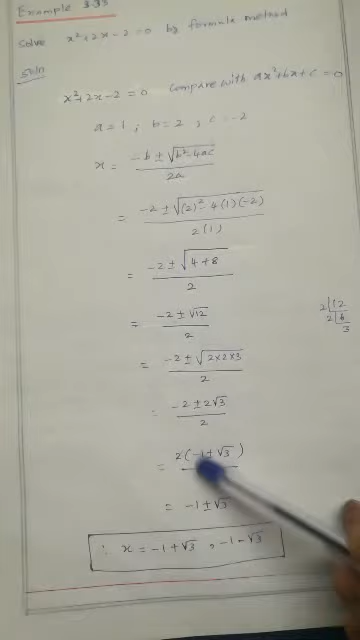 Example 3.33
Solve x²+2x-2=0 by formula method
Soln
x²+2x-2=0 compare with ax²+bx+c=0
a=1 ; b=2 , c=-2
x = -b ± √b²-4ac / 2a
= -2 ± √(2)²-4(1)(-2) / 2(1)
= -2 ± √4+8 / 2
= -2 ± √12 / 2
2 | 12
2 | 6
3
= -2 ± √2×2×3 / 2
= -2 ± 2√3 / 2
= 2(-1±√3)
= -1 ± √3
∴ x = -1+√3 , -1-√3